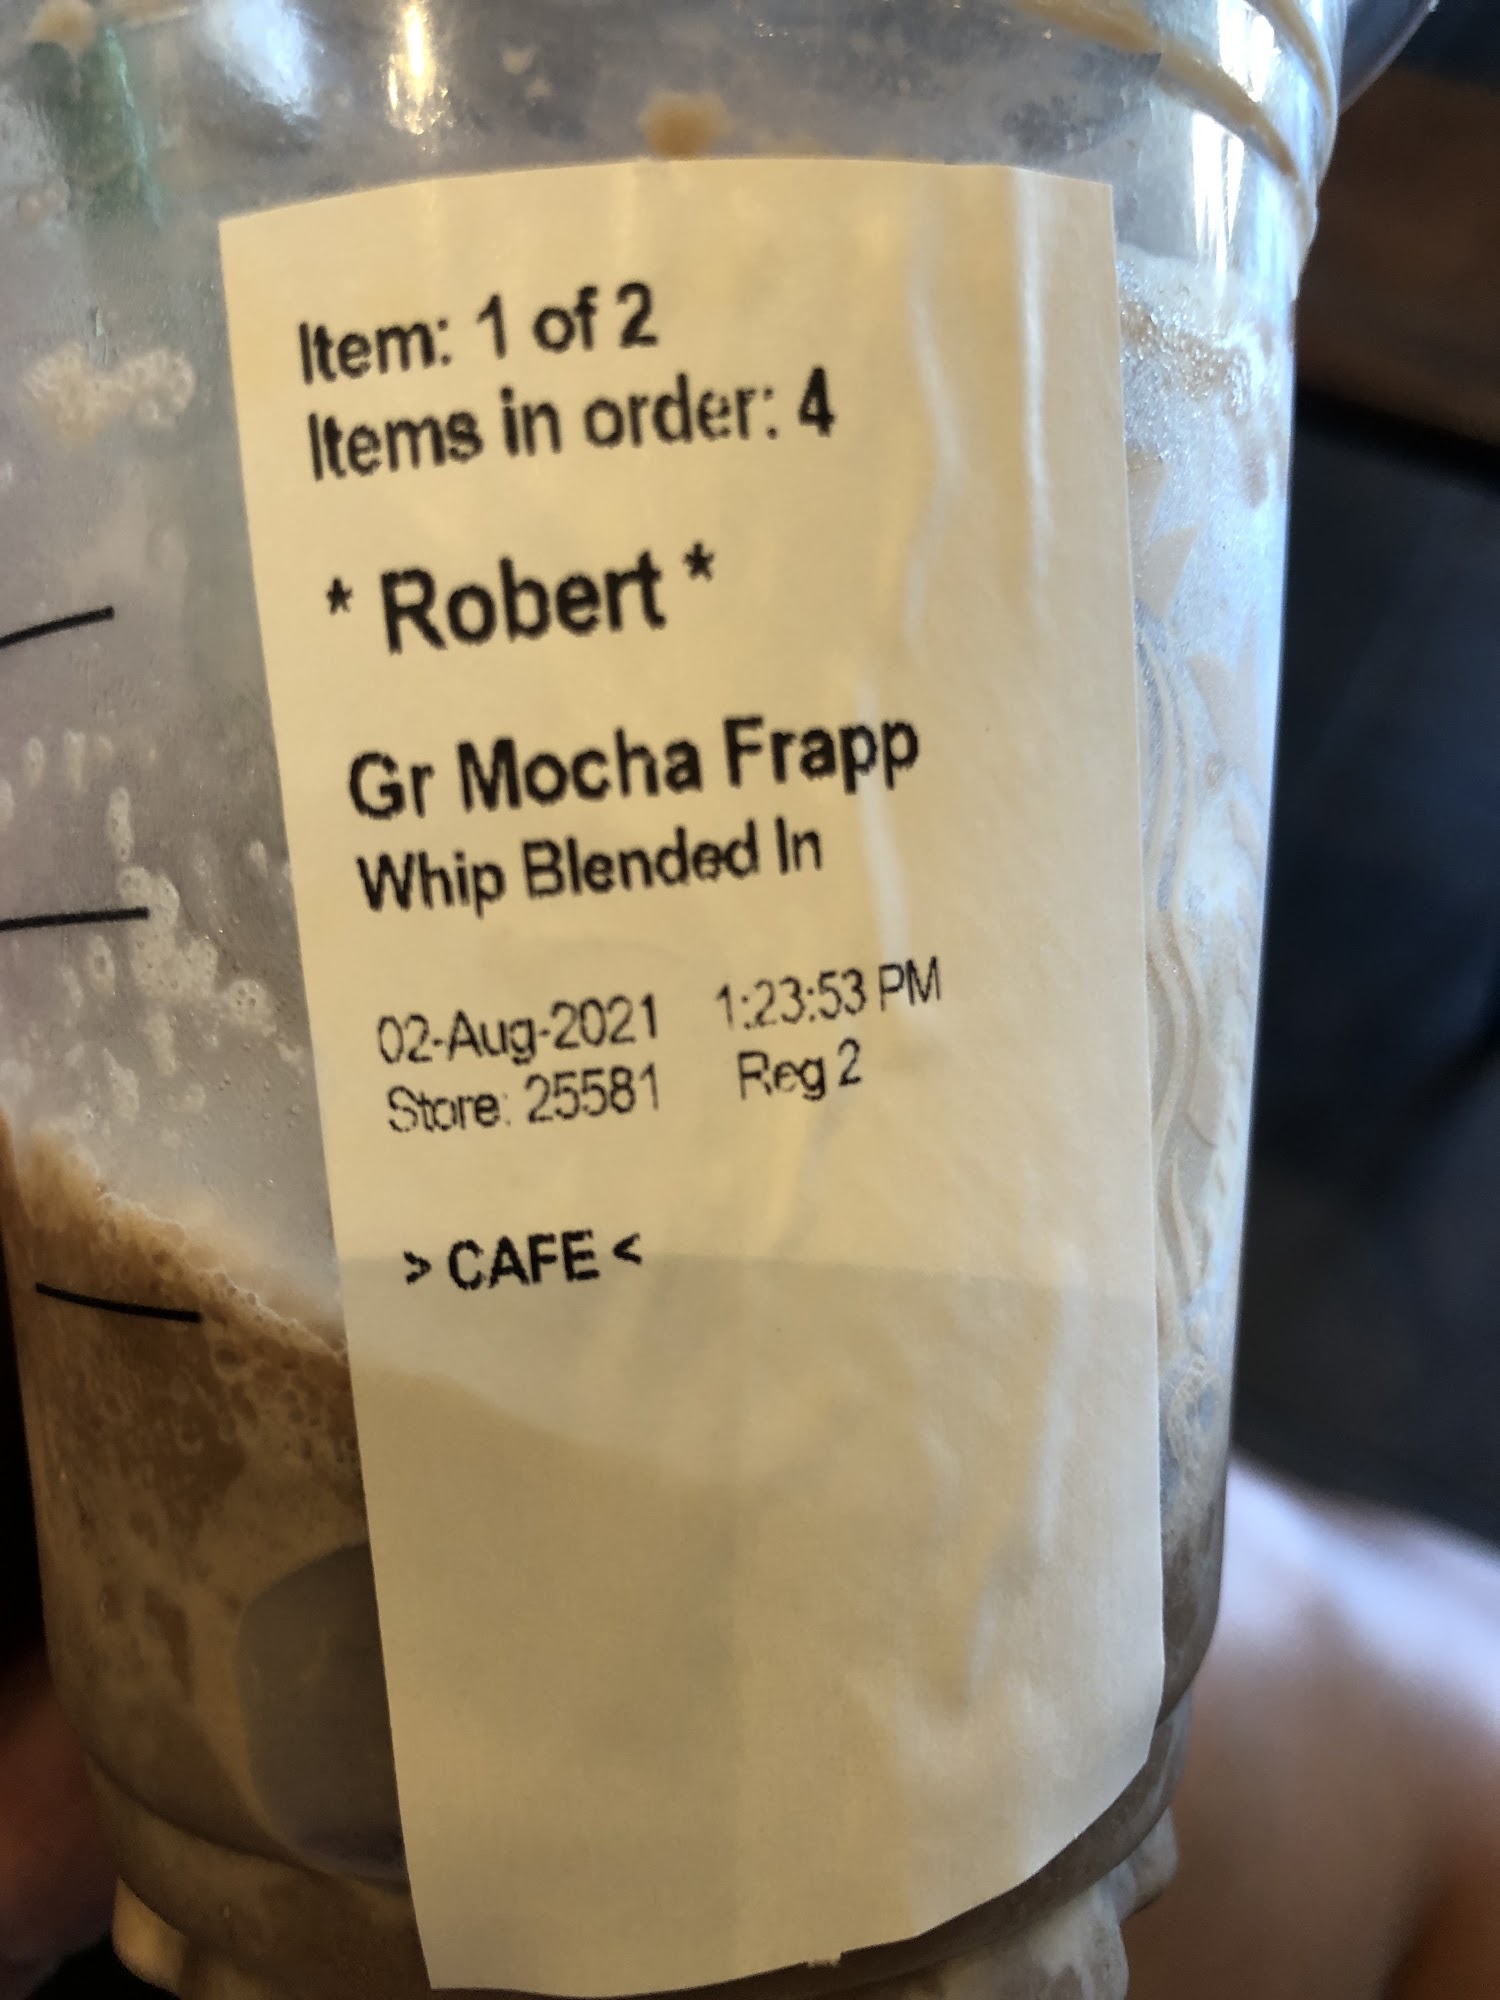 Item: 1 of 2
Items in order: 4
* Robert *
Gr Mocha Frapp
Whip Blended In
02-Aug-2021 1:23:53 PM
Store: 25581 Reg 2
> CAFE <